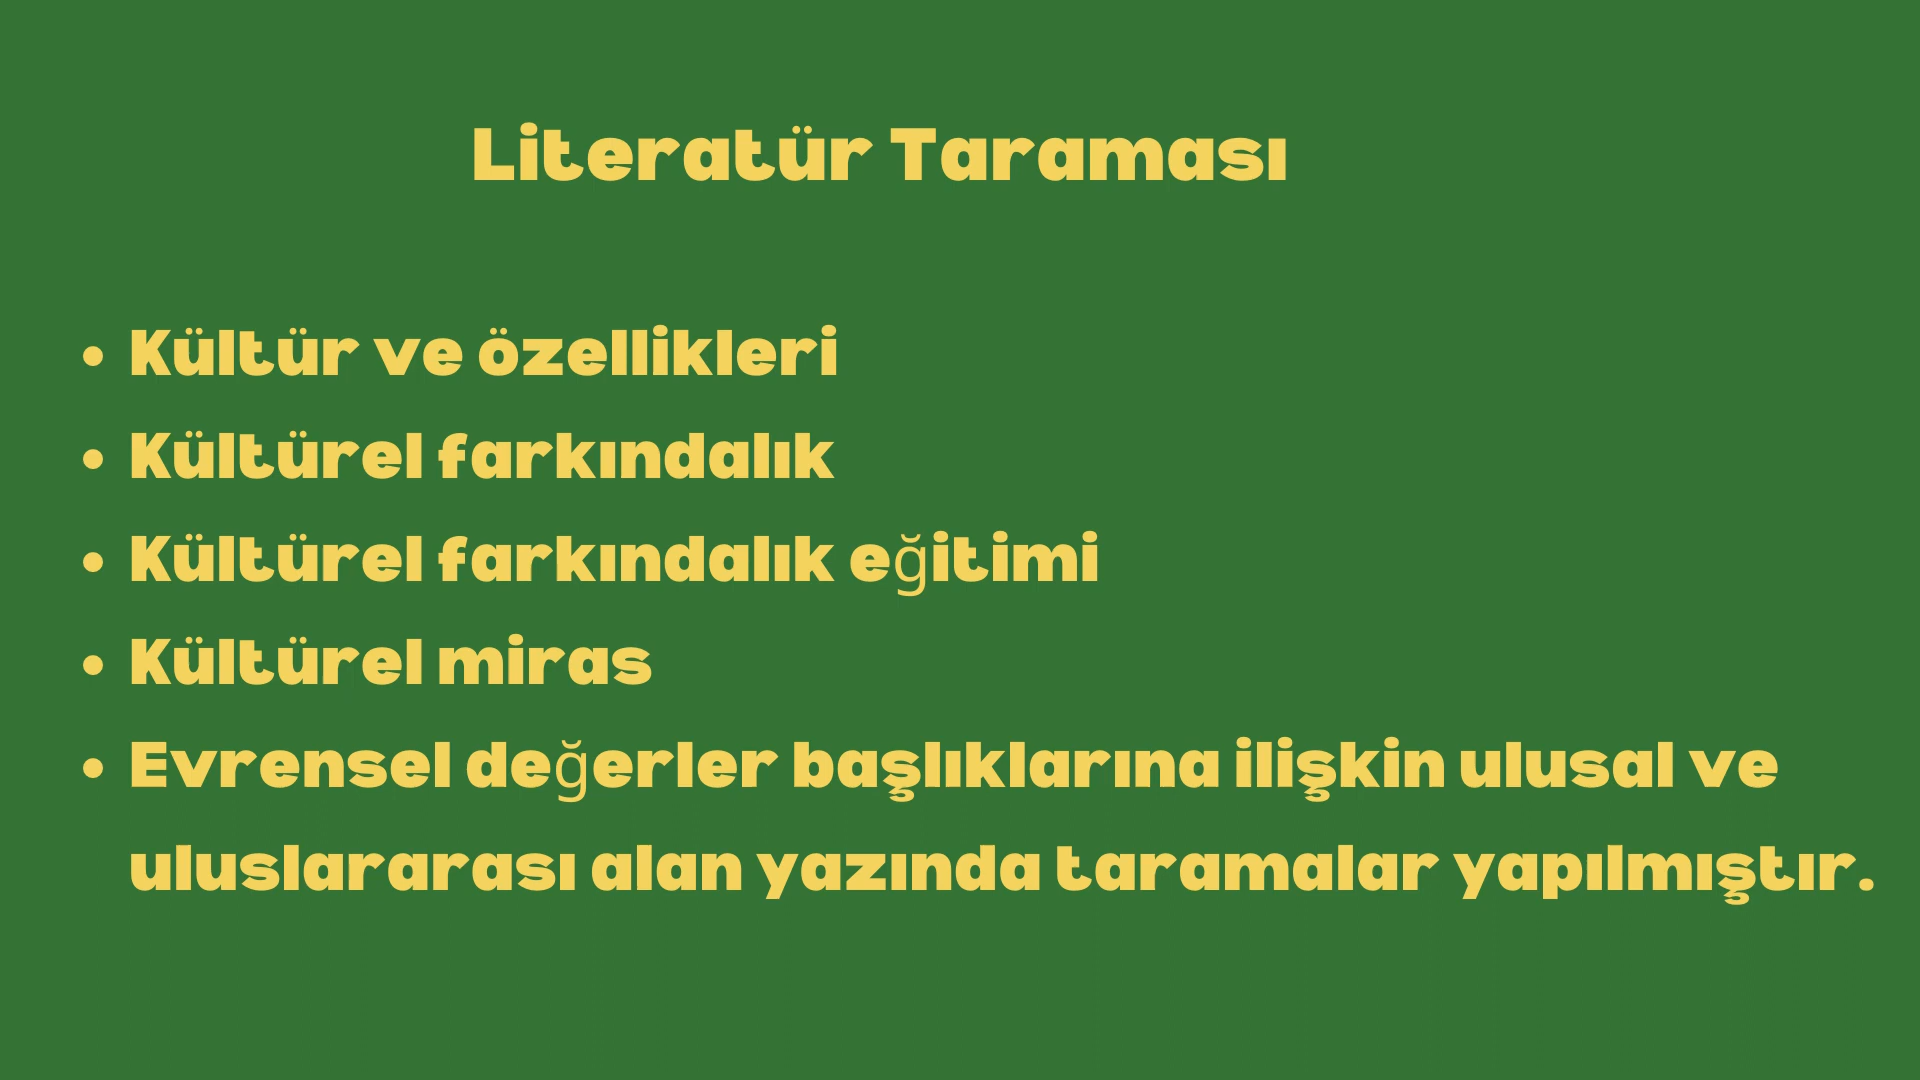 Literatür Taraması
• Kültür ve özellikleri
• Kültürel farkındalık
• Kültürel farkındalık eğitimi
• Kültürel miras
• Evrensel değerler başlıklarına ilişkin ulusal ve
uluslararası alan yazında taramalar yapılmıştır.